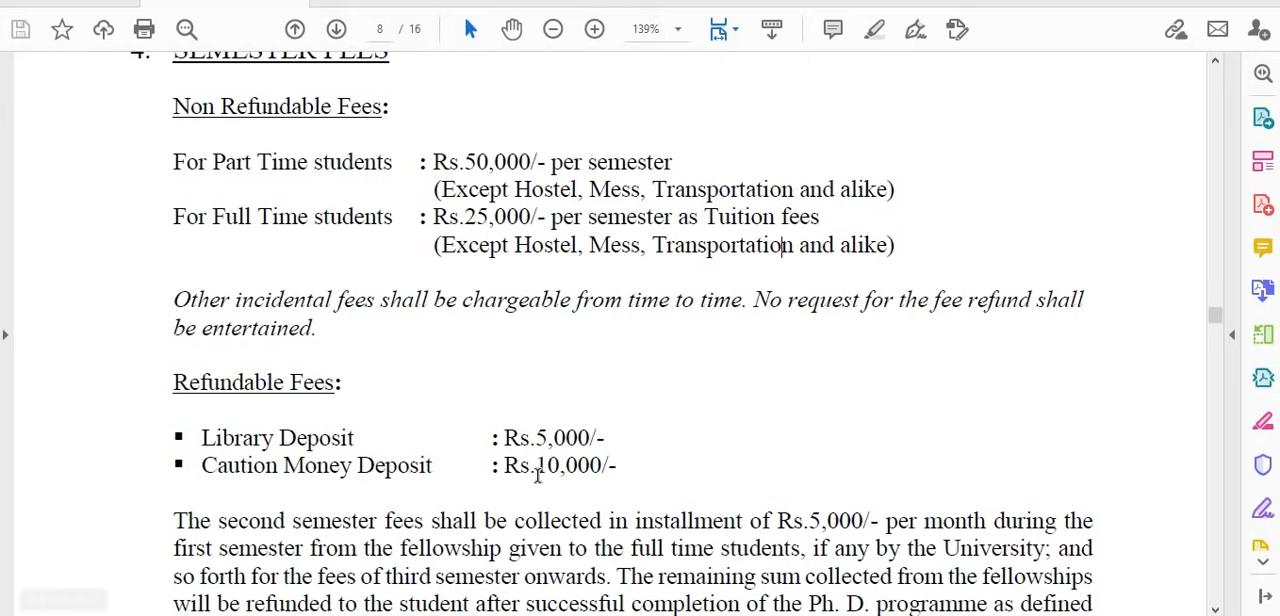 8 / 16
139%
4. SEMESTER FEES
Non Refundable Fees:
For Part Time students : Rs.50,000/- per semester
(Except Hostel, Mess, Transportation and alike)
For Full Time students : Rs.25,000/- per semester as Tuition fees
(Except Hostel, Mess, Transportation and alike)
Other incidental fees shall be chargeable from time to time. No request for the fee refund shall
be entertained.
Refundable Fees:
▪ Library Deposit : Rs.5,000/-
▪ Caution Money Deposit : Rs.10,000/-
The second semester fees shall be collected in installment of Rs.5,000/- per month during the
first semester from the fellowship given to the full time students, if any by the University; and
so forth for the fees of third semester onwards. The remaining sum collected from the fellowships
will be refunded to the student after successful completion of the Ph. D. programme as defined